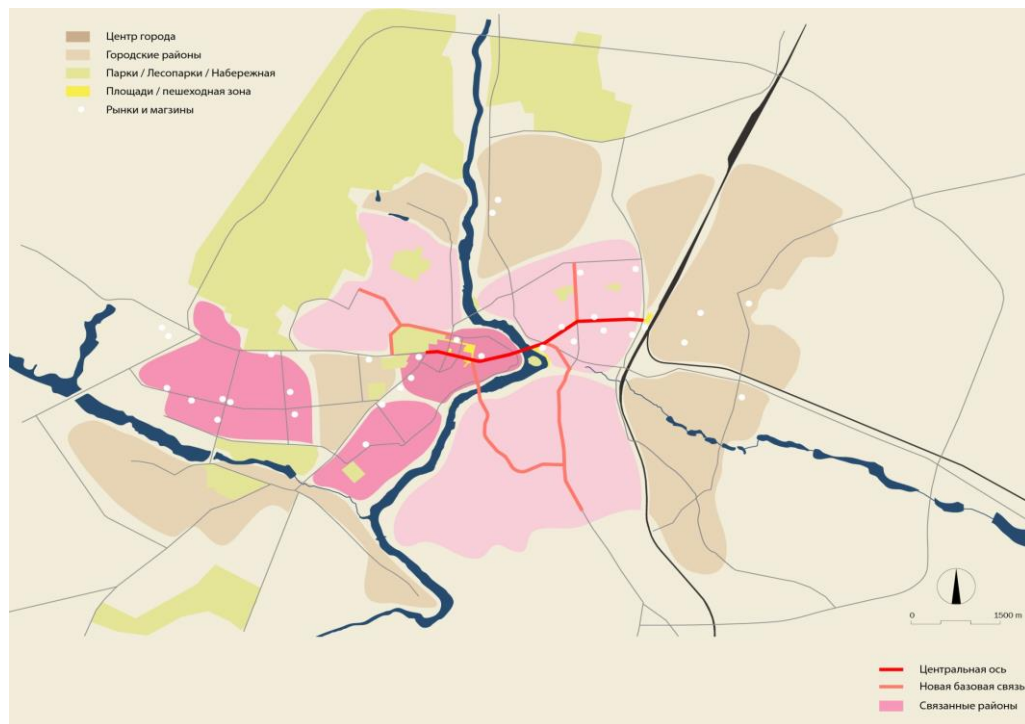 Центр города
Городские районы
Парки / Лесопарки / Набережная
Площади / пешеходная зона
Рынки и магзины
0 1500 m
Центральная ось
Новая базовая связь
Связанные районы